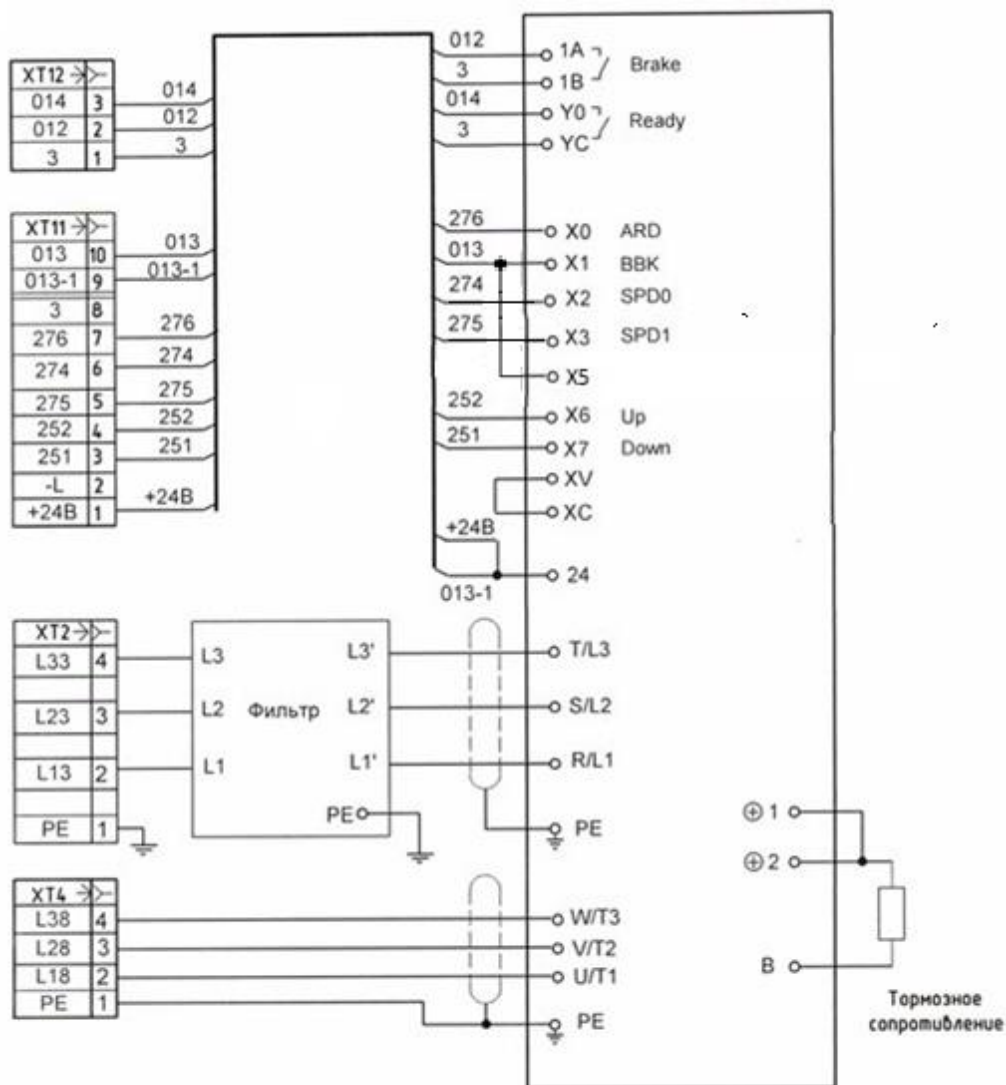 XT12
014 3
012 2
3 1
014
012
3
XT11
013 10
013-1 9
3 8
276 7
274 6
275 5
252 4
251 3
-L 2
+24В 1
013
013-1
276
274
275
252
251
+24В
012
3
014
3
276
013
274
275
252
251
+24В
013-1
1A
1B
Brake
Y0
YC
Ready
X0 ARD
X1 BBK
X2 SPD0
X3 SPD1
X5
X6 Up
X7 Down
XV
XC
24
XT2
L33 4
L23 3
L13 2
PE 1
L3 L3'
L2 Фильтр L2'
L1 L1'
PE
T/L3
S/L2
R/L1
PE
XT4
L38 4
L28 3
L18 2
PE 1
W/T3
V/T2
U/T1
PE
1
2
B
Тормозное
сопротивление